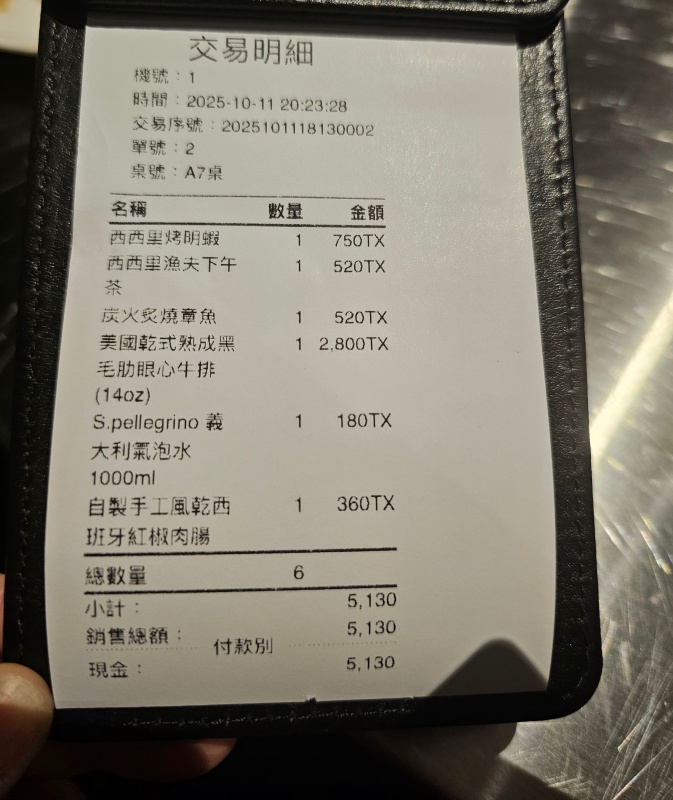 交易明細
機號：1
時間：2025-10-11 20:23:28
交易序號：2025101118130002
單號：2
桌號：A7桌
名稱 數量 金額
西西里烤明蝦 1 750TX
西西里漁夫下午 1 520TX
茶
炭火炙燒章魚 1 520TX
美國乾式熟成黑 1 2,800TX
毛肋眼心牛排
(14oz)
S.pellegrino 義 1 180TX
大利氣泡水
1000ml
自製手工風乾西 1 360TX
班牙紅椒肉腸
總數量 6
小計： 5,130
銷售總額： 5,130
付款別
現金： 5,130